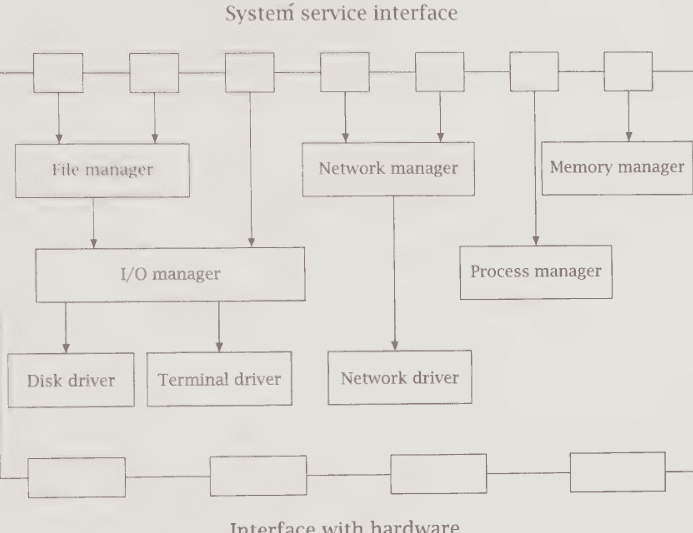 System service interface
File manager
Network manager
Memory manager
I/O manager
Process manager
Disk driver
Terminal driver
Network driver
Interface with hardware